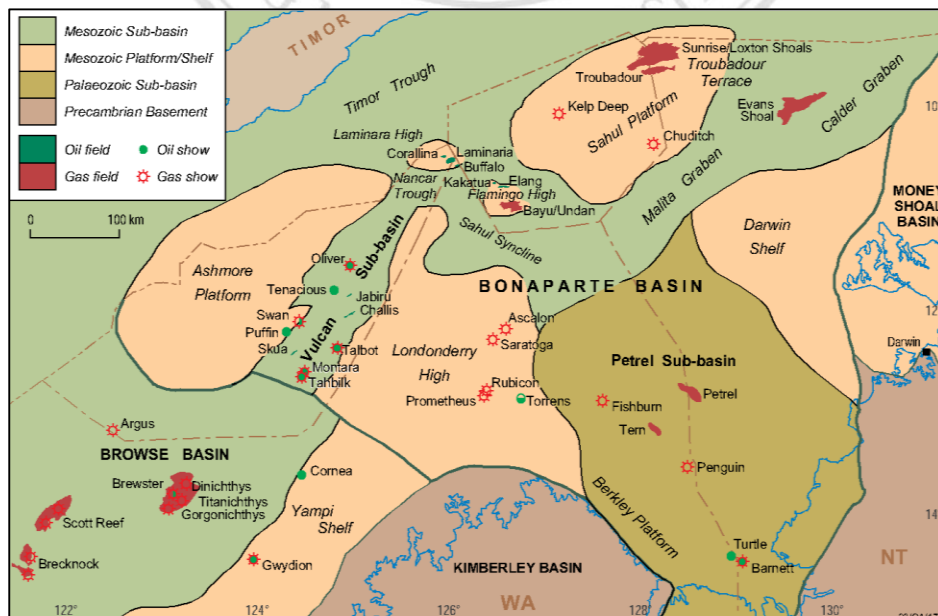 Mesozoic Sub-basin
Mesozoic Platform/Shelf
Palaeozoic Sub-basin
Precambrian Basement
Oil field
Oil show
Gas field
Gas show
0
100 km
TIMOR
Timor Trough
Sunrise/Loxton Shoals
Troubadour
Troubadour
Terrace
Kelp Deep
Sahul Platform
Chuditch
Evans
Shoal
Calder Graben
Malita Graben
Laminara High
Corallina
Laminaria
Buffalo
Nancar
Trough
Kakatua
Elang
Flamingo High
Bayu/Undan
Sahul Syncline
MONEY
SHOAL
BASIN
Darwin
Shelf
Darwin
Ashmore
Platform
Oliver
Sub-basin
Vulcan
Tenacious
Jabiru
Challis
Swan
Puffin
Skua
Talbot
Montara
Tahbilk
BONAPARTE BASIN
Ascalon
Saratoga
Londonderry
High
Rubicon
Prometheus
Torrens
Petrel Sub-basin
Petrel
Fishburn
Tern
Penguin
Berkley Platform
Turtle
Barnett
Argus
BROWSE BASIN
Brewster
Dinichthys
Titanichthys
Gorgonichthys
Scott Reef
Brecknock
Cornea
Yampi
Shelf
Gwydion
KIMBERLEY BASIN
WA
NT
122°
124°
126°
128°
130°